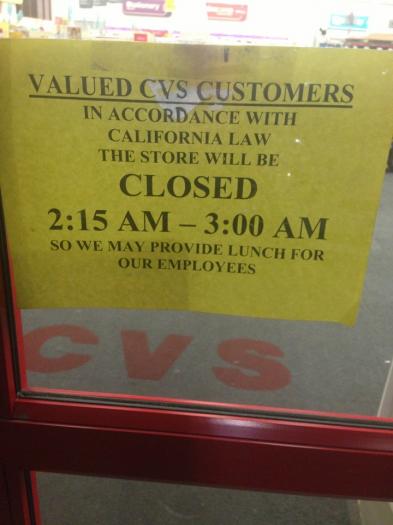 Stationery
VALUED CVS CUSTOMERS
IN ACCORDANCE WITH
CALIFORNIA LAW
THE STORE WILL BE
CLOSED
2:15 AM – 3:00 AM
SO WE MAY PROVIDE LUNCH FOR
OUR EMPLOYEES
CVS